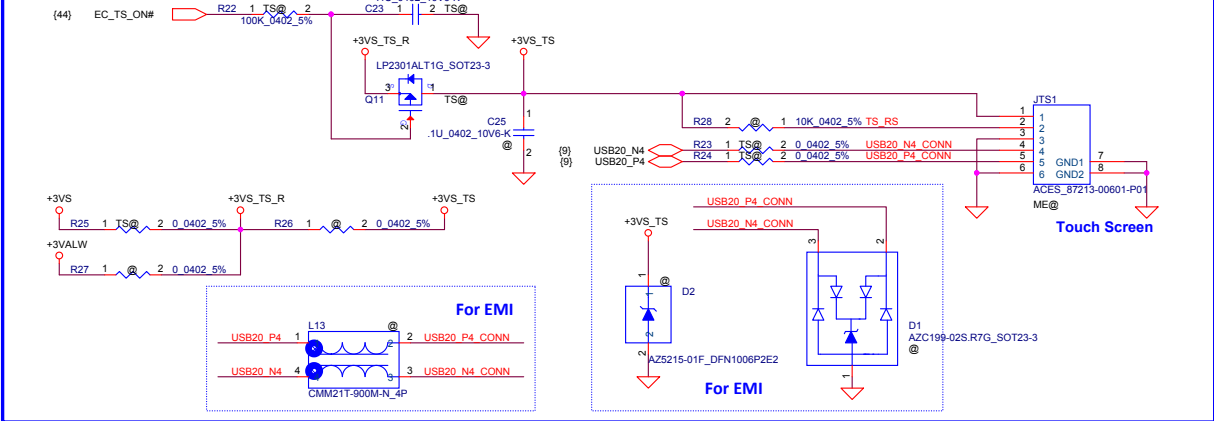 {44} EC_TS_ON# R22 1 TS@ 2 100K_0402_5%
C23 1 2 TS@
+3VS_TS_R +3VS_TS
LP2301ALT1G_SOT23-3
3 1
Q11 TS@
2
C25 1
.1U_0402_10V6-K
@ 2
R28 2 @ 1 10K_0402_5% TS_RS
{9} USB20_N4 R23 1 TS@ 2 0_0402_5% USB20_N4_CONN
{9} USB20_P4 R24 1 TS@ 2 0_0402_5% USB20_P4_CONN
JTS1
1 1
2 2
3 3
4 4
5 5 GND1 7
6 6 GND2 8
ACES_87213-00601-P01
ME@
Touch Screen
+3VS +3VS_TS_R +3VS_TS
R25 1 TS@ 2 0_0402_5% R26 1 @ 2 0_0402_5%
+3VALW
R27 1 @ 2 0_0402_5%
For EMI
L13 @
USB20_P4 1 2 2 USB20_P4_CONN
USB20_N4 4 3 3 USB20_N4_CONN
CMM21T-900M-N_4P
USB20_P4_CONN
USB20_N4_CONN
+3VS_TS
1 @
1 D2
2
2 AZ5215-01F_DFN1006P2E2
3 2
D1
AZC199-02S.R7G_SOT23-3
@
1
For EMI